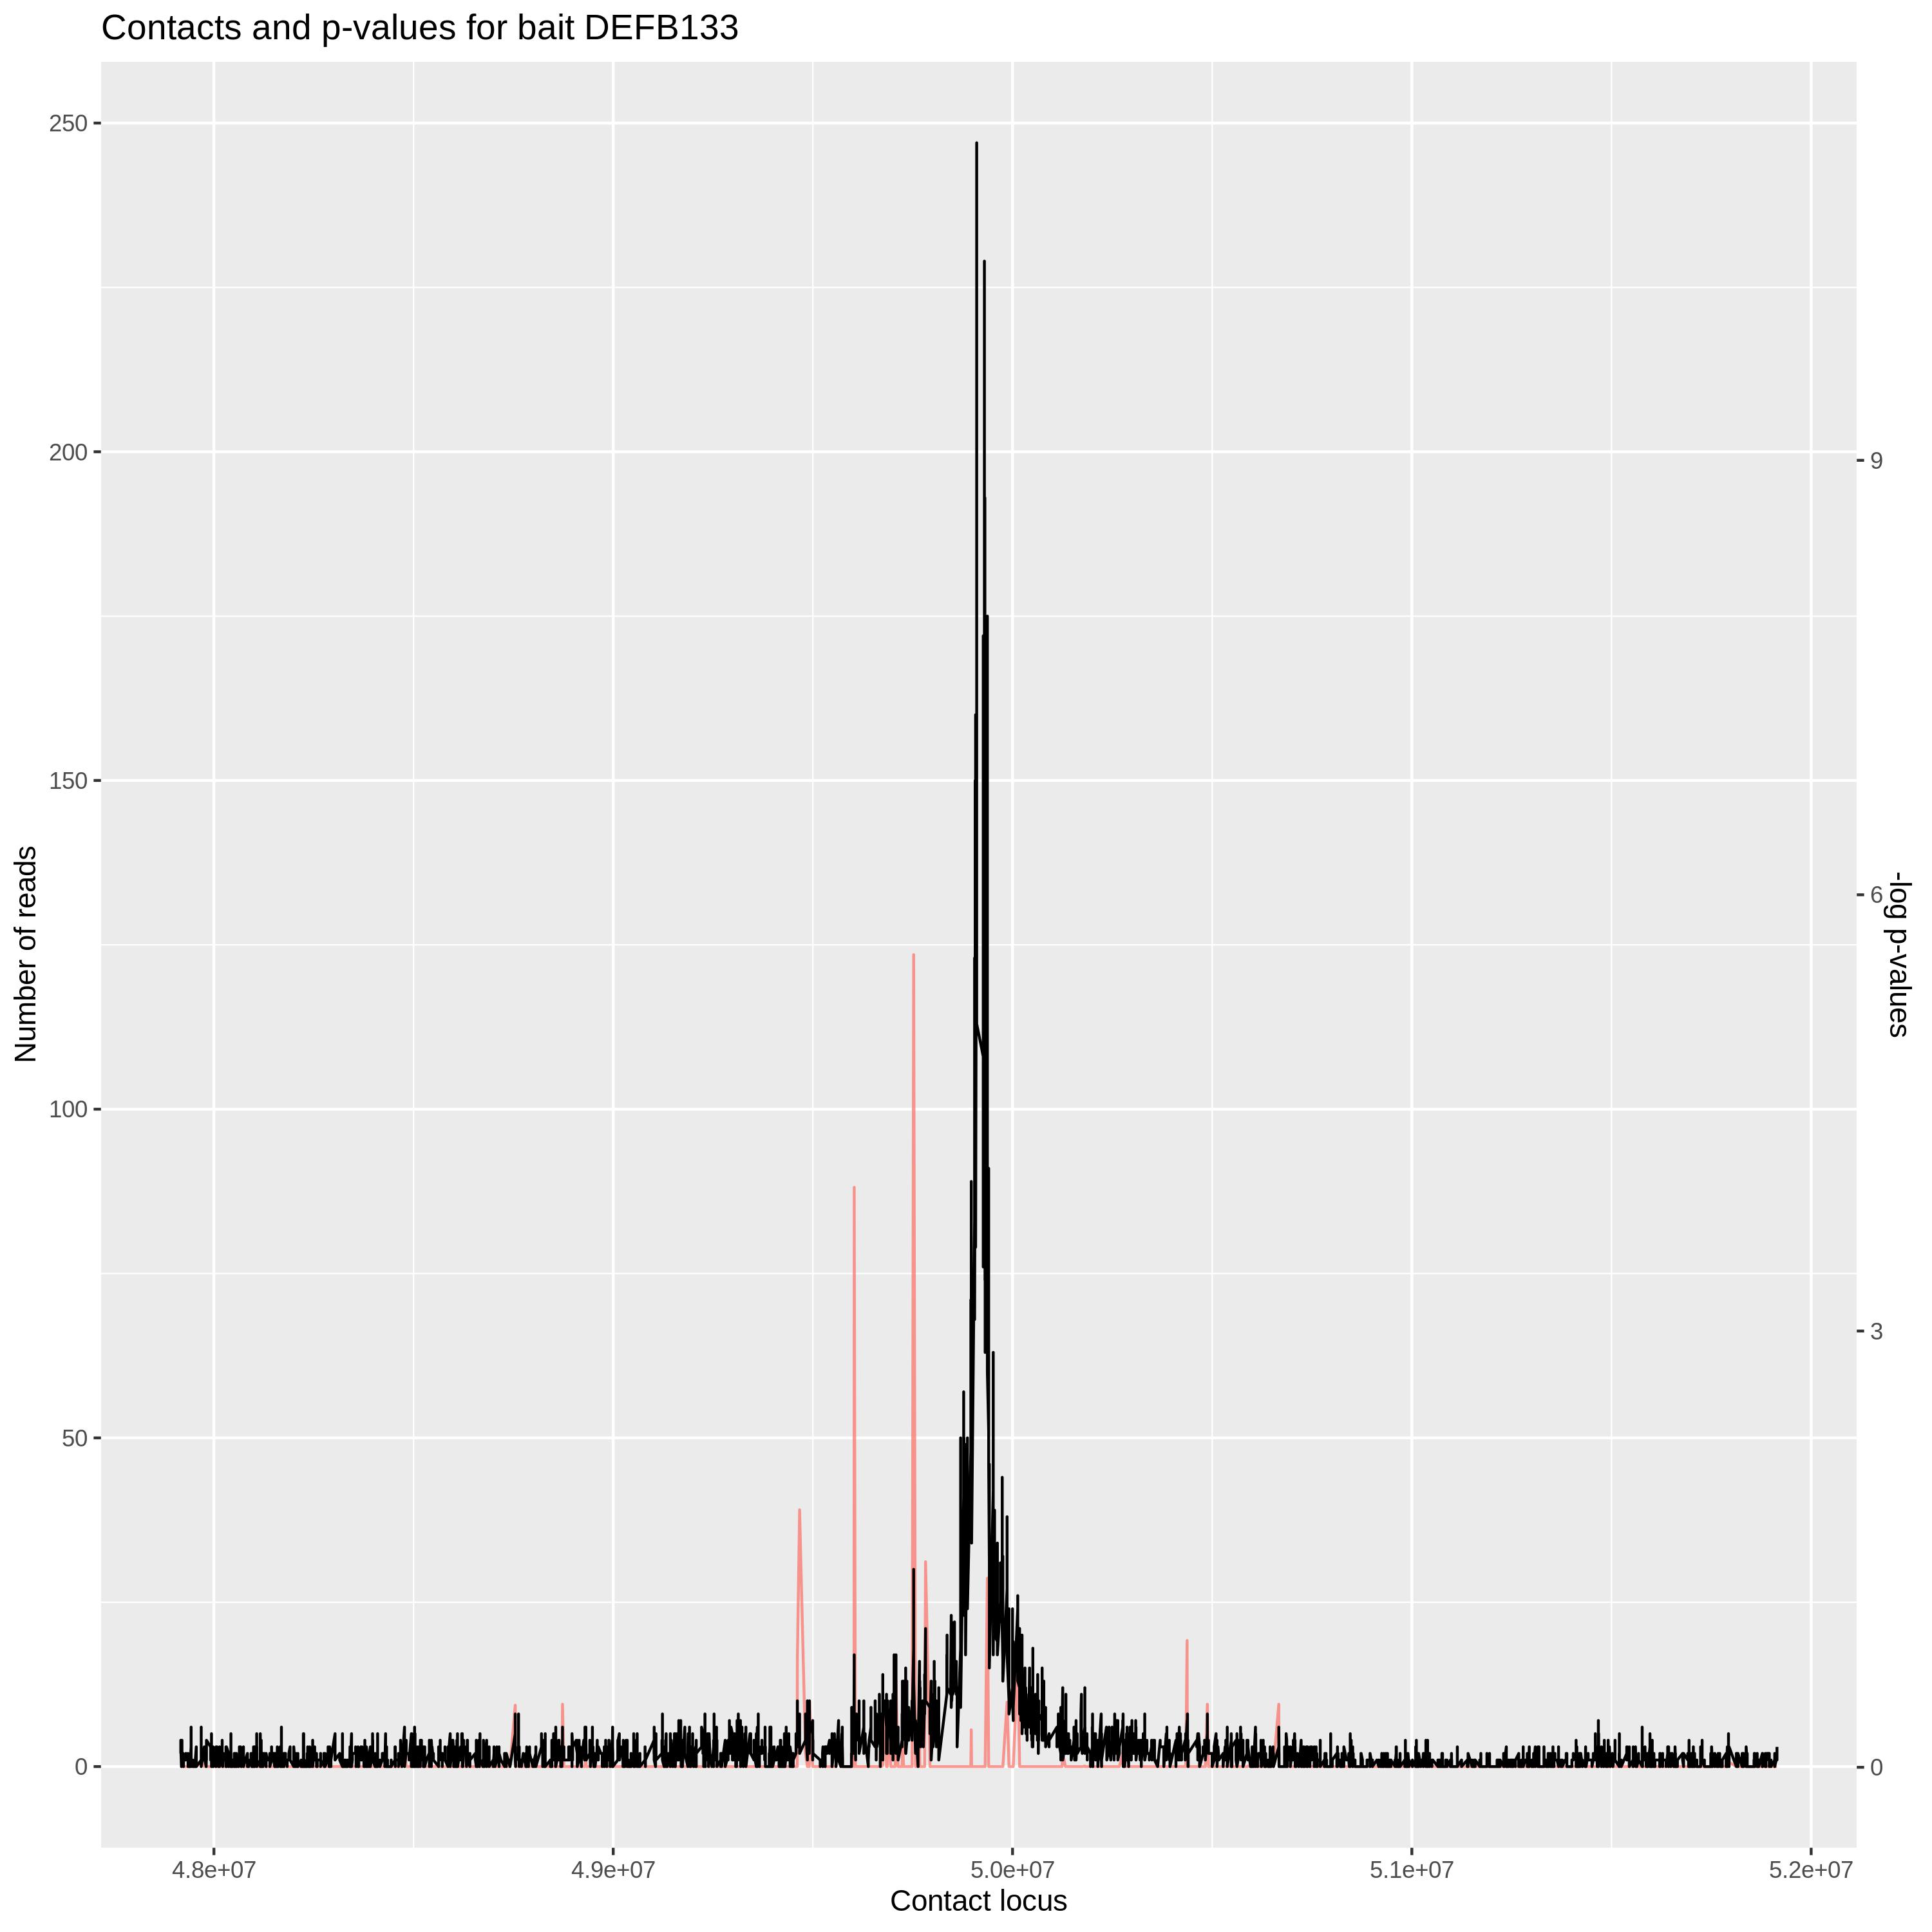 Contacts and p-values for bait DEFB133
250
200
150
100
50
0
Number of reads
9
6
3
0
-log p-values
4.8e+07
4.9e+07
5.0e+07
5.1e+07
5.2e+07
Contact locus